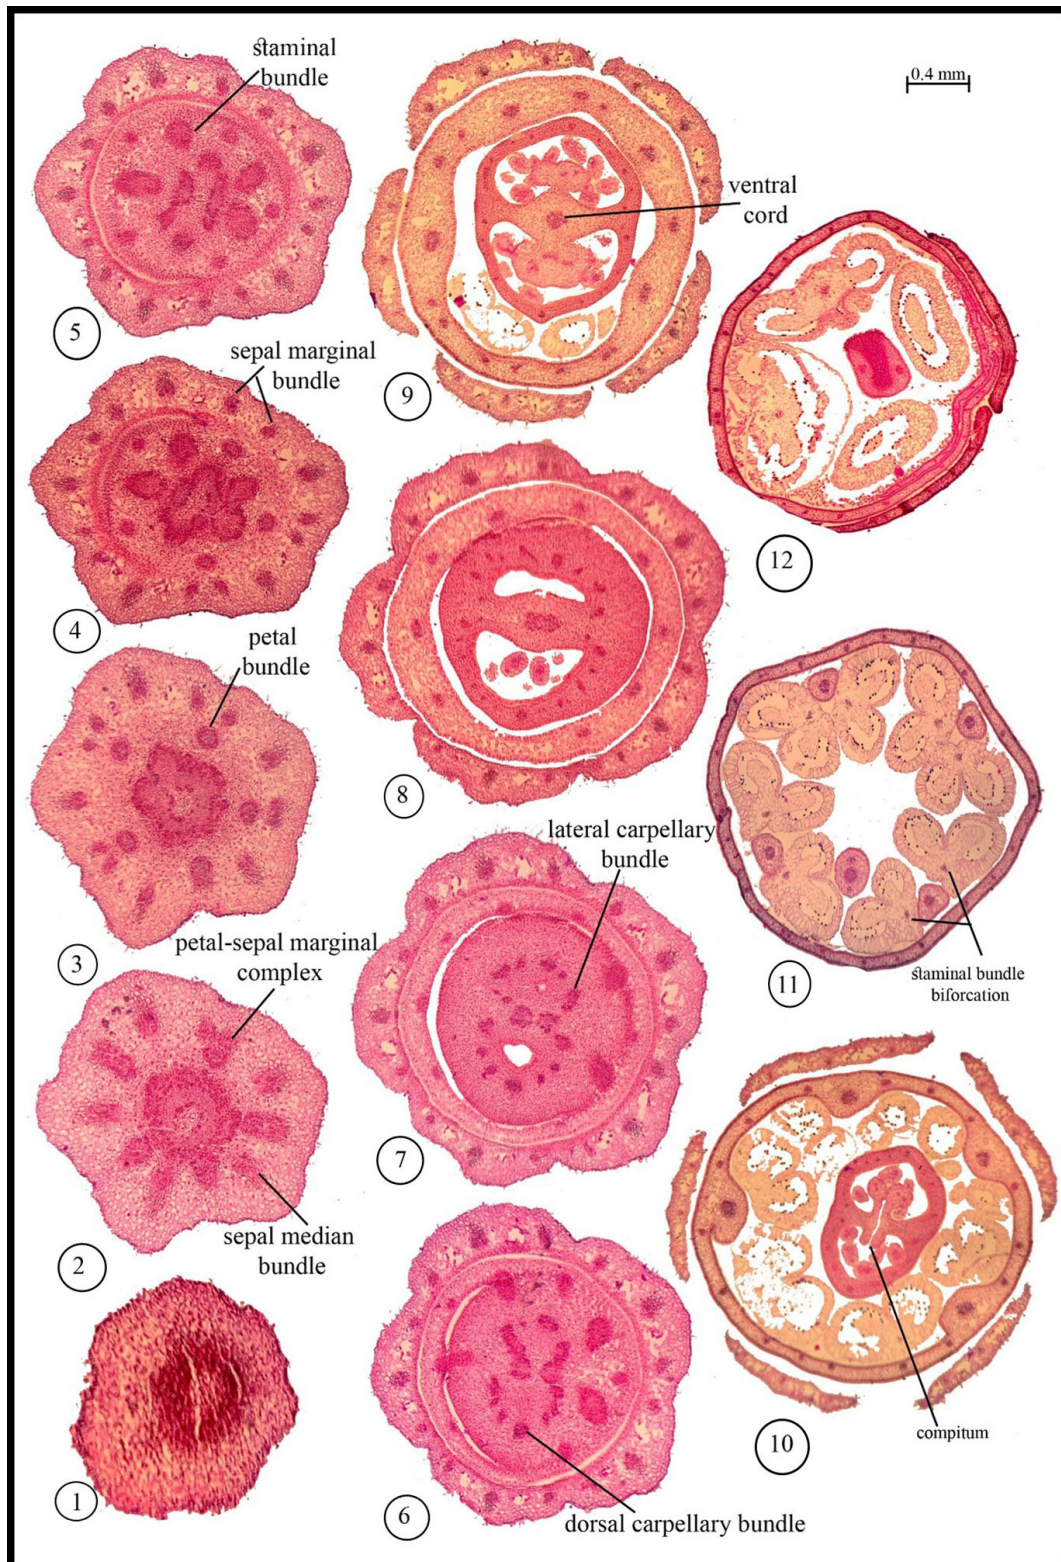 staminal
bundle
5
sepal marginal
bundle
4
petal
bundle
3
petal-sepal marginal
complex
sepal median
bundle
2
1
ventral
cord
9
8
lateral carpellary
bundle
7
dorsal carpellary bundle
6
0.4 mm
12
staminal bundle
biforcation
11
compitum
10